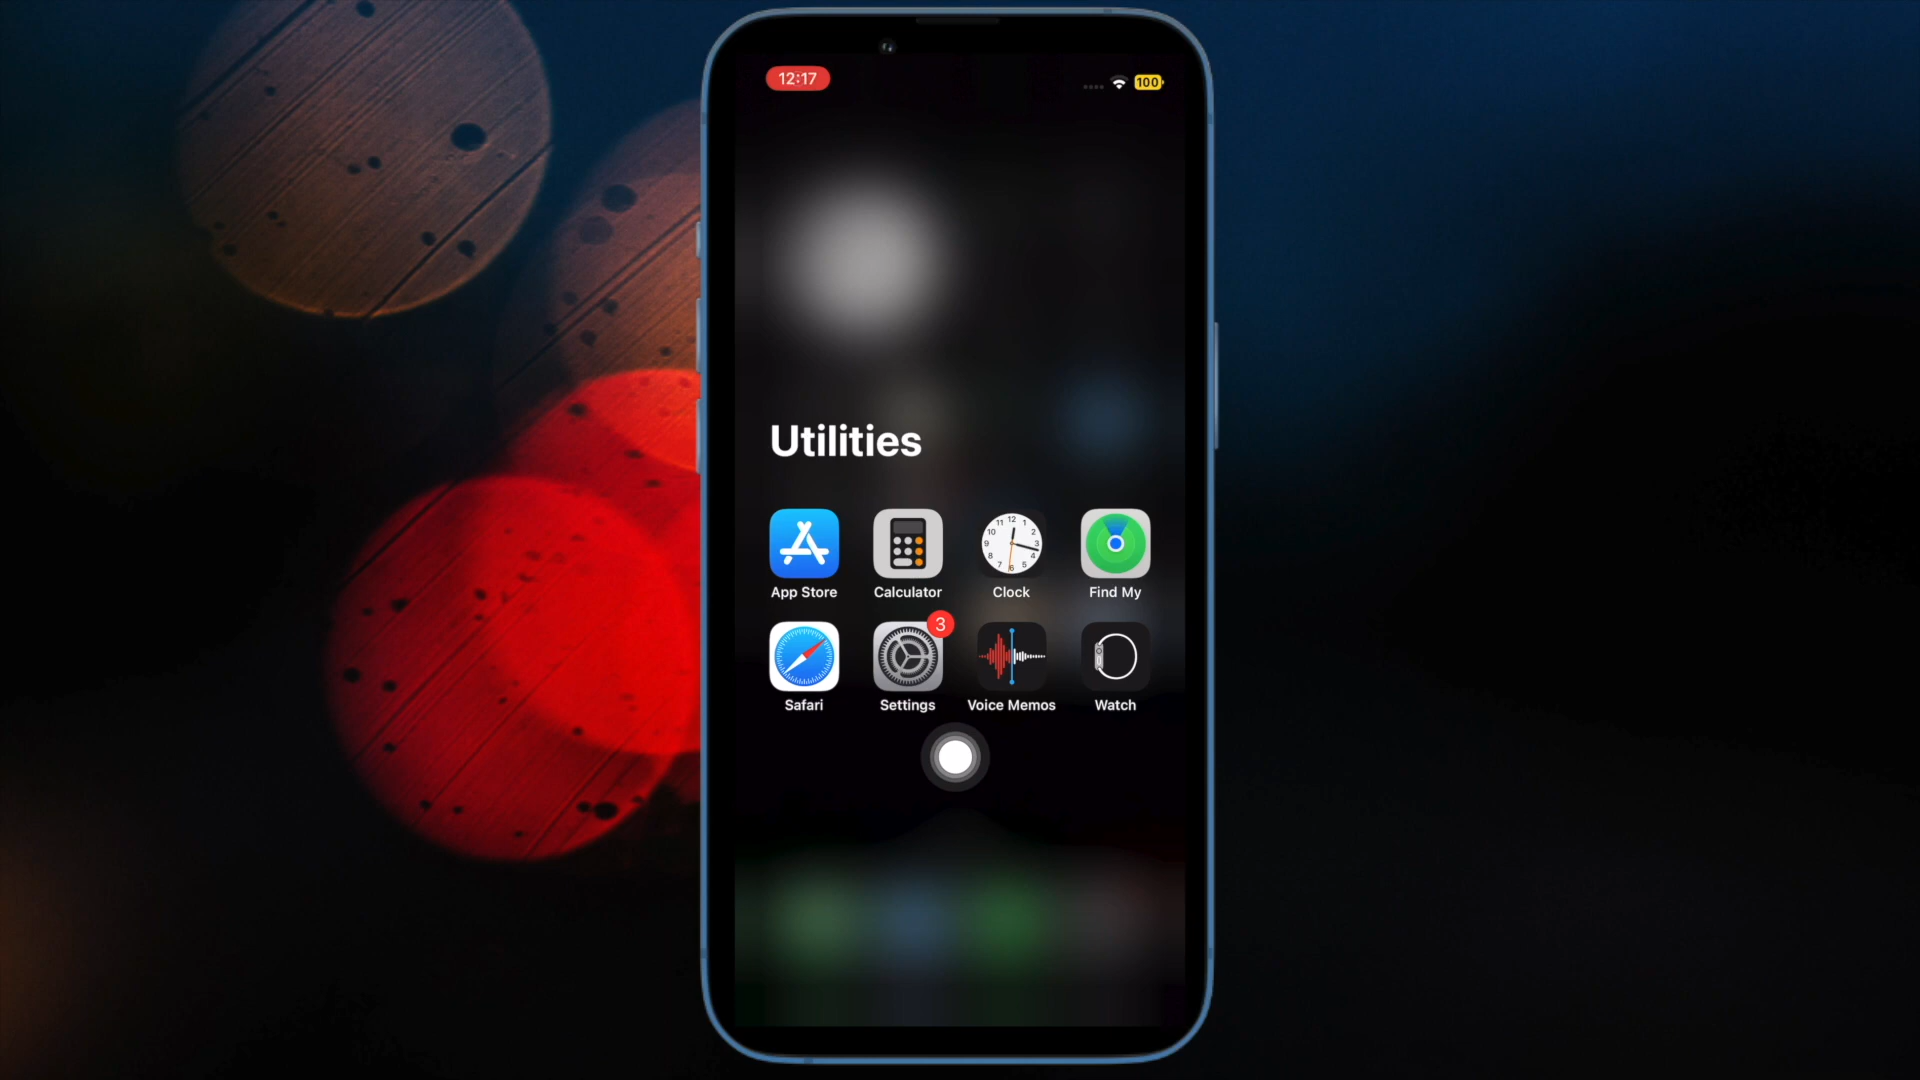 12:17
100
Utilities
App Store
Calculator
Clock
Find My
3
Safari
Settings
Voice Memos
Watch